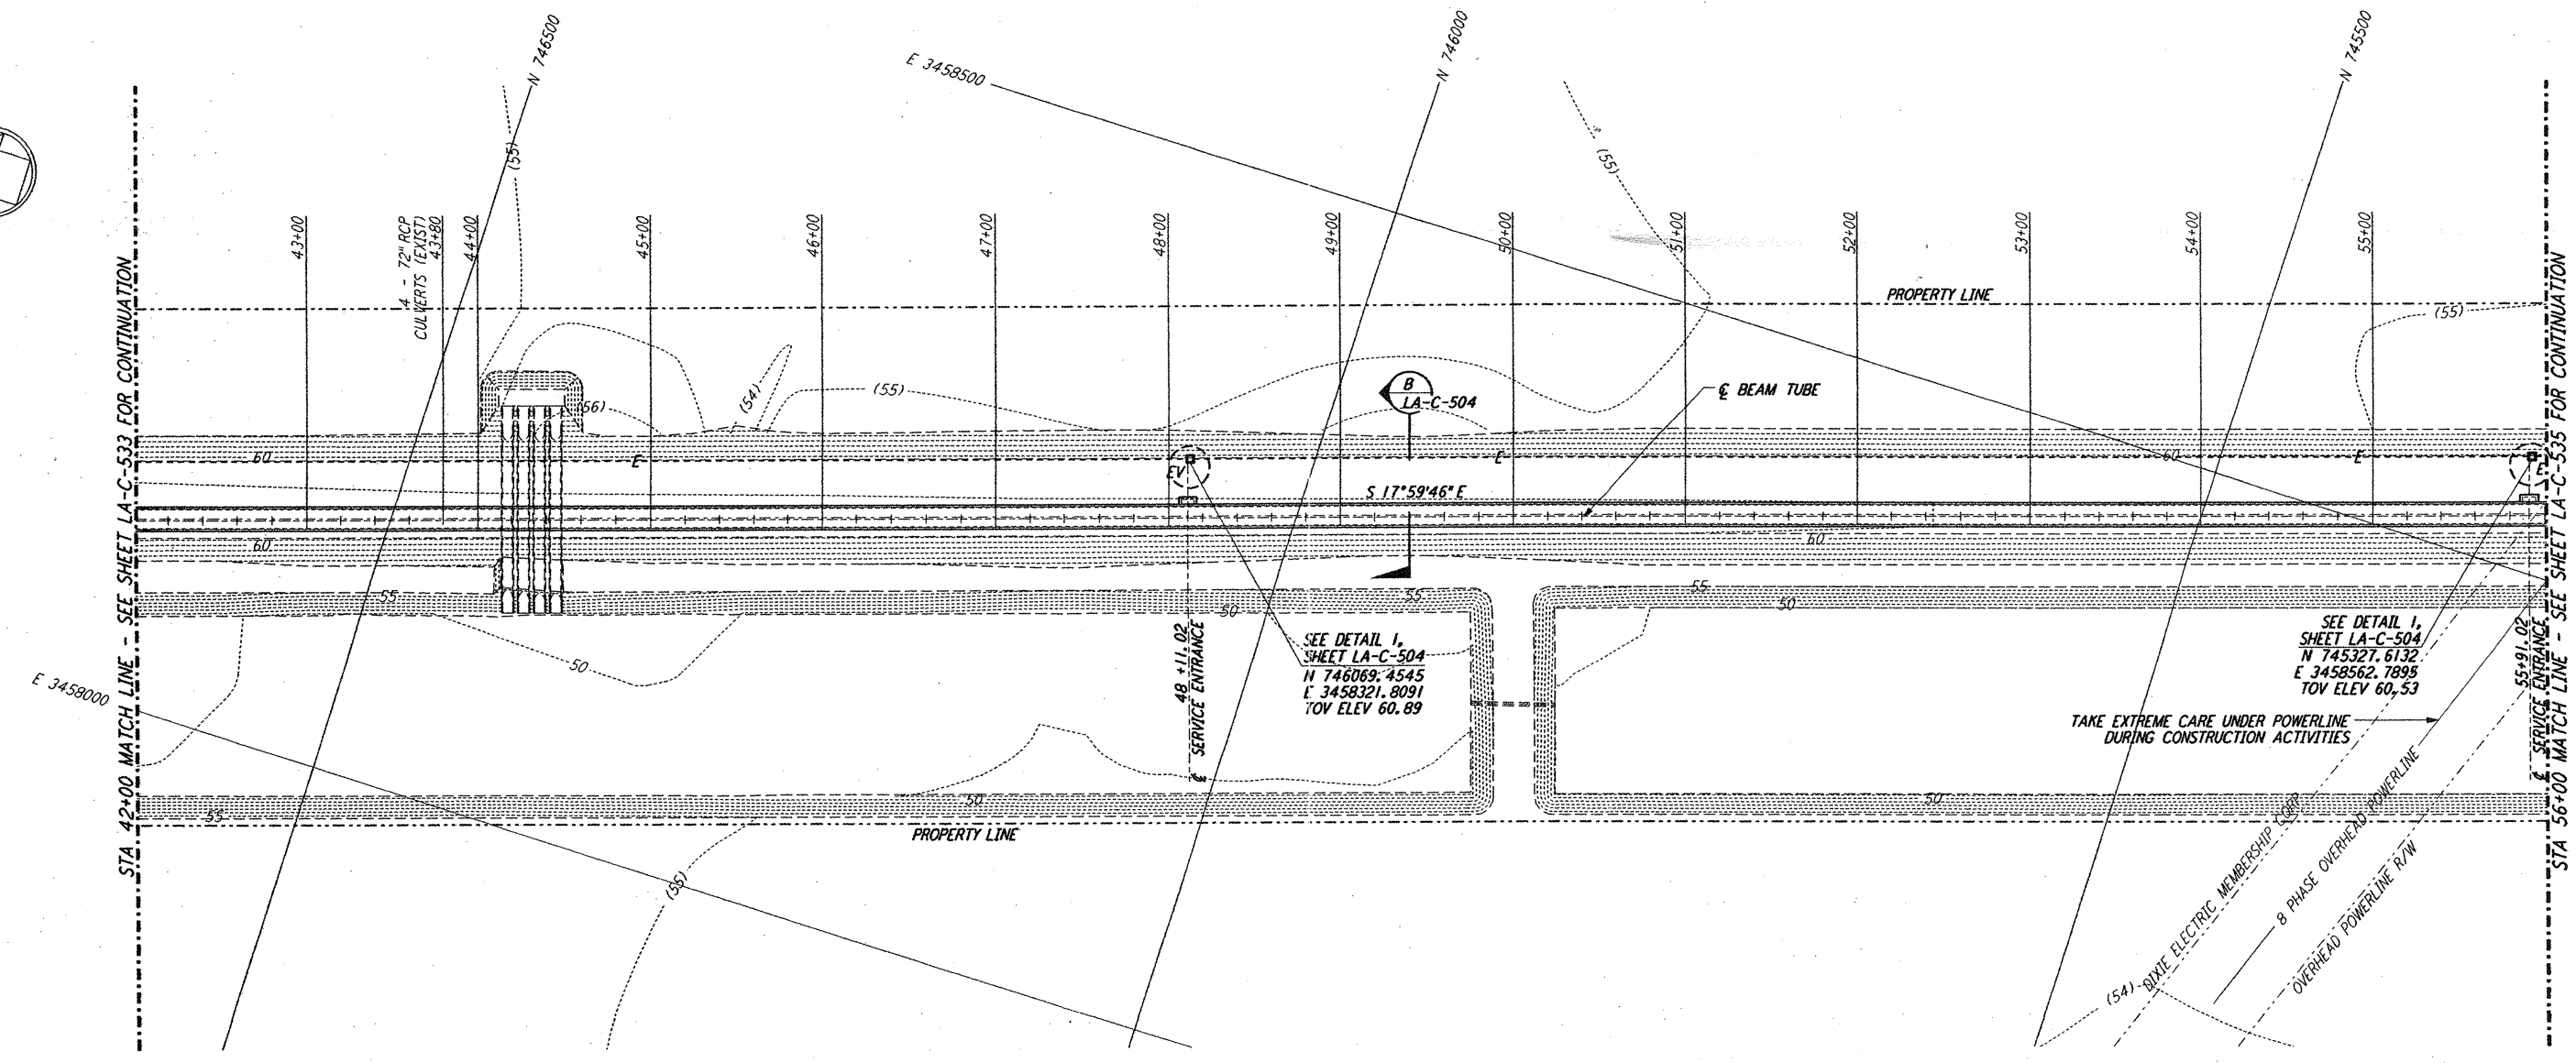 N 746500
E 3458500
N 746000
N 745500
(55)
(55)
43+00
4 - 72" RCP
CULVERTS (EXIST)
43+80
44+00
45+00
46+00
47+00
48+00
49+00
50+00
51+00
52+00
53+00
54+00
55+00
PROPERTY LINE
(55)
STA 42+00 MATCH LINE - SEE SHEET LA-C-533 FOR CONTINUATION
STA 56+00 MATCH LINE - SEE SHEET LA-C-535 FOR CONTINUATION
(56)
(54)
(55)
B
LA-C-504
℄ BEAM TUBE
60
E
E
60
E
EV
S 17°59'46" E
60
60
55
50
55
55
50
50
48 +11.02
℄ SERVICE ENTRANCE
SEE DETAIL 1,
SHEET LA-C-504
N 746069.4545
E 3458321.8091
TOV ELEV 60.89
SEE DETAIL 1,
SHEET LA-C-504
N 745327.6132
E 3458562.7895
TOV ELEV 60.53
55+91.02
℄ SERVICE ENTRANCE
TAKE EXTREME CARE UNDER POWERLINE
DURING CONSTRUCTION ACTIVITIES
E 3458000
55
50
50
PROPERTY LINE
(55)
DIXIE ELECTRIC MEMBERSHIP CORP
8 PHASE OVERHEAD POWERLINE
OVERHEAD POWERLINE R/W
(54)